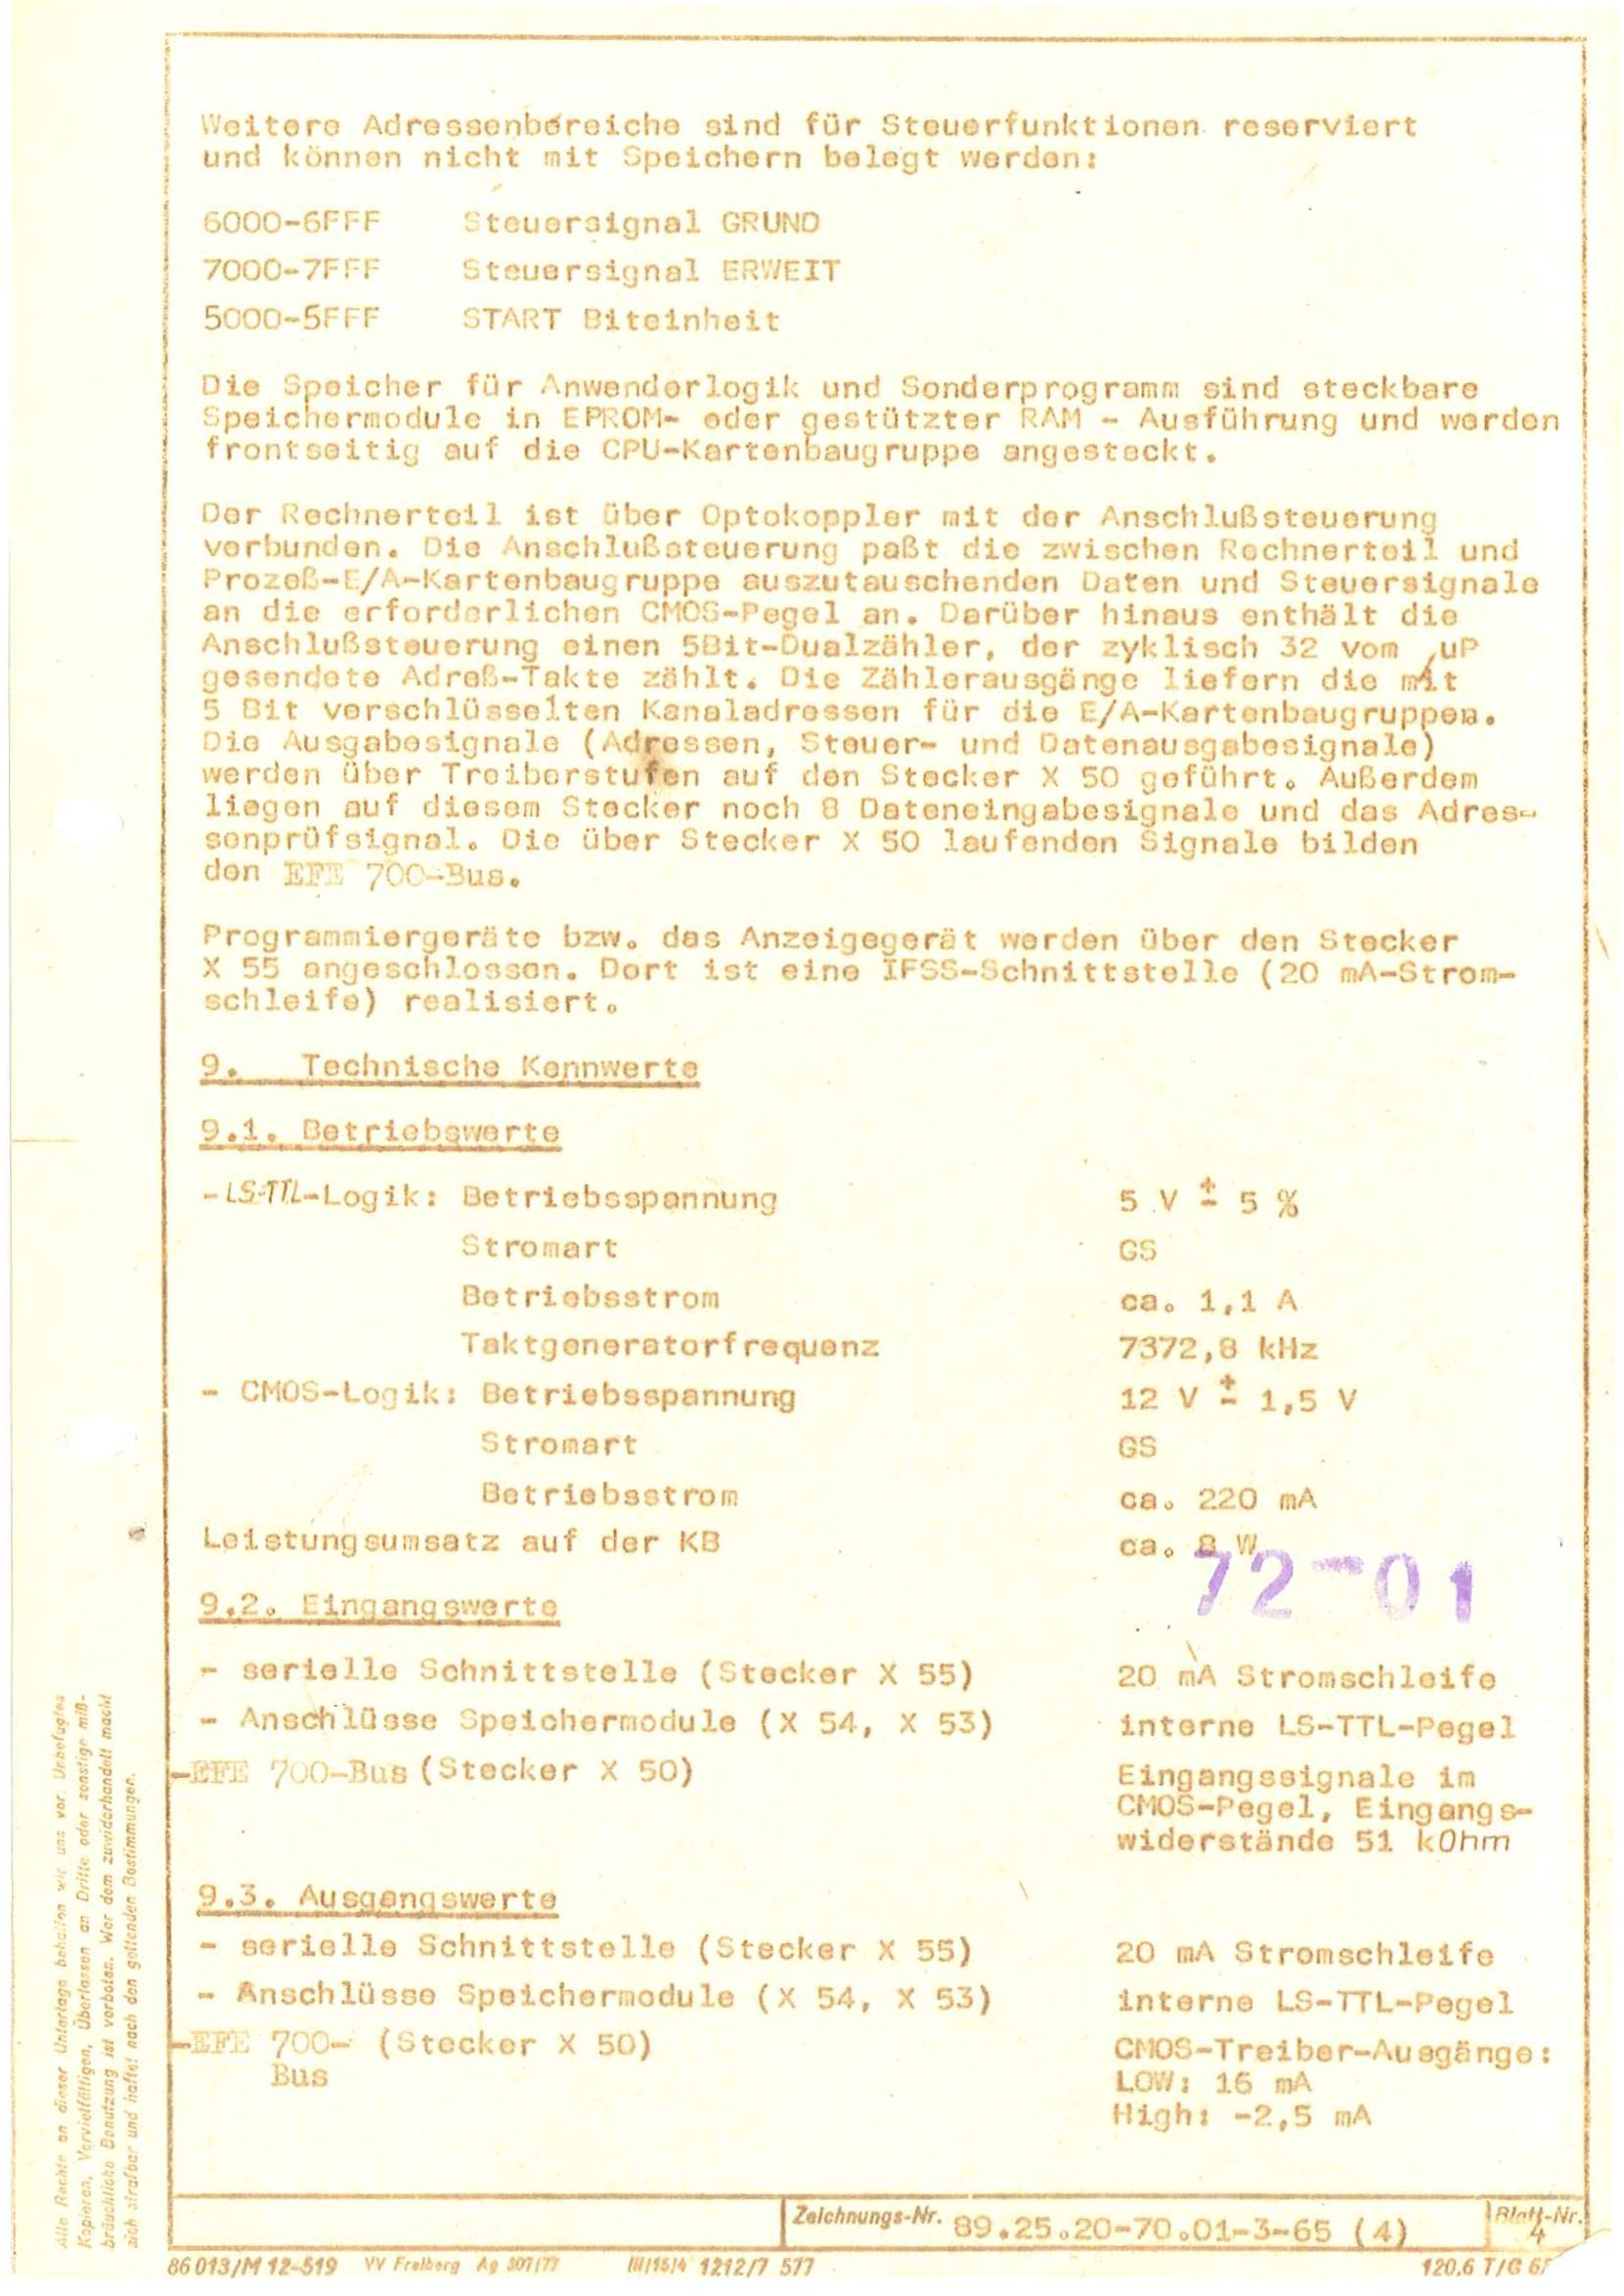 Weitere Adressenbereiche sind für Steuerfunktionen reserviert
und können nicht mit Speichern belegt werden:
6000-6FFF Steuersignal GRUND
7000-7FFF Steuersignal ERWEIT
5000-5FFF START Biteinheit
Die Speicher für Anwenderlogik und Sonderprogramm sind steckbare
Speichermodule in EPROM- oder gestützter RAM - Ausführung und werden
frontseitig auf die CPU-Kartenbaugruppe angesteckt.
Der Rechnerteil ist über Optokoppler mit der Anschlußsteuerung
verbunden. Die Anschlußsteuerung paßt die zwischen Rechnerteil und
Prozeß-E/A-Kartenbaugruppe auszutauschenden Daten und Steuersignale
an die erforderlichen CMOS-Pegel an. Darüber hinaus enthält die
Anschlußsteuerung einen 5Bit-Dualzähler, der zyklisch 32 vom µP
gesendete Adreß-Takte zählt. Die Zählerausgänge liefern die mit
5 Bit verschlüsselten Kanaladressen für die E/A-Kartenbaugruppen.
Die Ausgabesignale (Adressen, Steuer- und Datenausgabesignale)
werden über Treiberstufen auf den Stecker X 50 geführt. Außerdem
liegen auf diesem Stecker noch 8 Dateneingabesignale und das Adres-
senprüfsignal. Die über Stecker X 50 laufenden Signale bilden
den EFE 700-Bus.
Programmiergeräte bzw. das Anzeigegerät werden über den Stecker
X 55 angeschlossen. Dort ist eine IFSS-Schnittstelle (20 mA-Strom-
schleife) realisiert.
9. Technische Kennwerte
9.1. Betriebswerte
-LS-TTL-Logik: Betriebsspannung 5 V ± 5 %
Stromart GS
Betriebsstrom ca. 1,1 A
Taktgeneratorfrequenz 7372,8 kHz
- CMOS-Logik: Betriebsspannung 12 V ± 1,5 V
Stromart GS
Betriebsstrom ca. 220 mA
Leistungsumsatz auf der KB ca. 8 W
72-01
9.2. Eingangswerte
- serielle Schnittstelle (Stecker X 55) 20 mA Stromschleife
- Anschlüsse Speichermodule (X 54, X 53) interne LS-TTL-Pegel
-EFE 700-Bus (Stecker X 50) Eingangssignale im
CMOS-Pegel, Eingangs-
widerstände 51 kOhm
9.3. Ausgangswerte
- serielle Schnittstelle (Stecker X 55) 20 mA Stromschleife
- Anschlüsse Speichermodule (X 54, X 53) interne LS-TTL-Pegel
-EFE 700- (Stecker X 50) CMOS-Treiber-Ausgänge:
Bus LOW: 16 mA
High: -2,5 mA
Alle Rechte an dieser Unterlage behalten wir uns vor. Unbefugtes
Kopieren, Vervielfältigen, Überlassen an Dritte oder sonstige miß-
bräuchliche Benutzung ist verboten. Wer dem zuwiderhandelt macht
sich strafbar und haftet nach den geltenden Bestimmungen.
Zeichnungs-Nr. 89.25.20-70.01-3-65 (4)
Blatt-Nr.
4
86 013/M 12-519 VV Freiberg Ag 307/77 III/15/4 1212/7 577 120.6 T/G